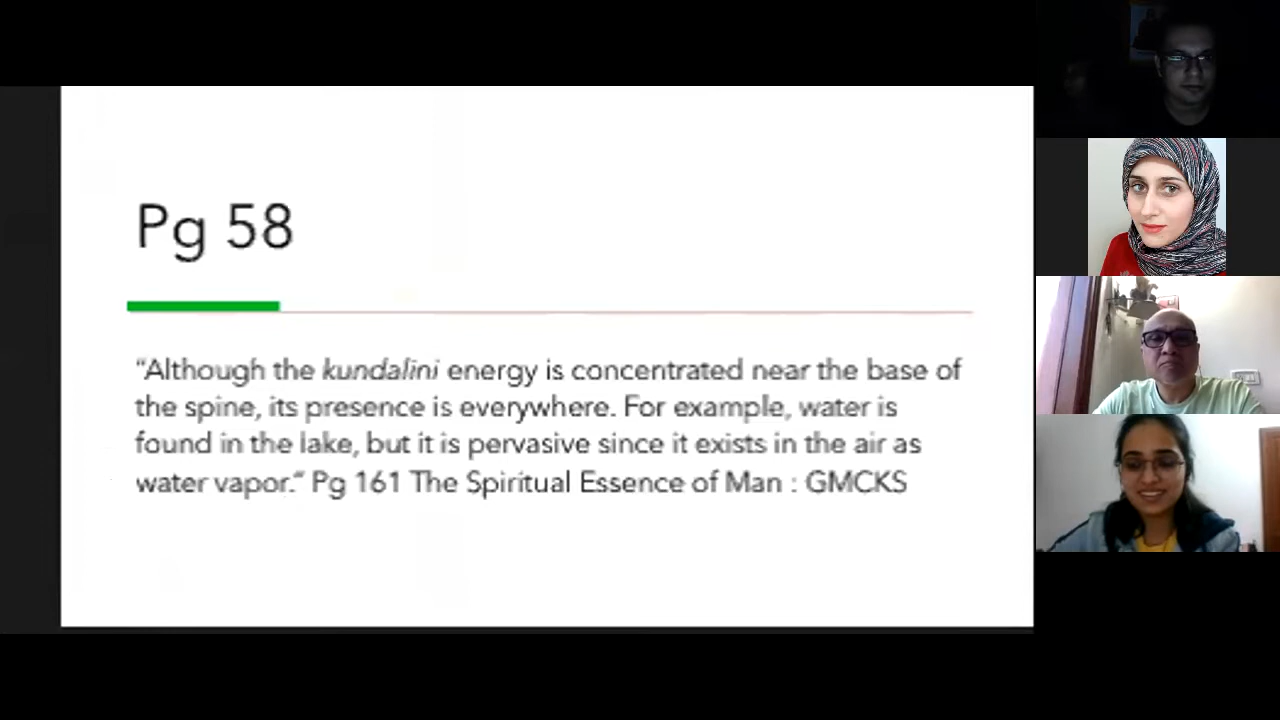 Pg 58
“Although the kundalini energy is concentrated near the base of
the spine, its presence is everywhere. For example, water is
found in the lake, but it is pervasive since it exists in the air as
water vapor.“ Pg 161 The Spiritual Essence of Man : GMCKS